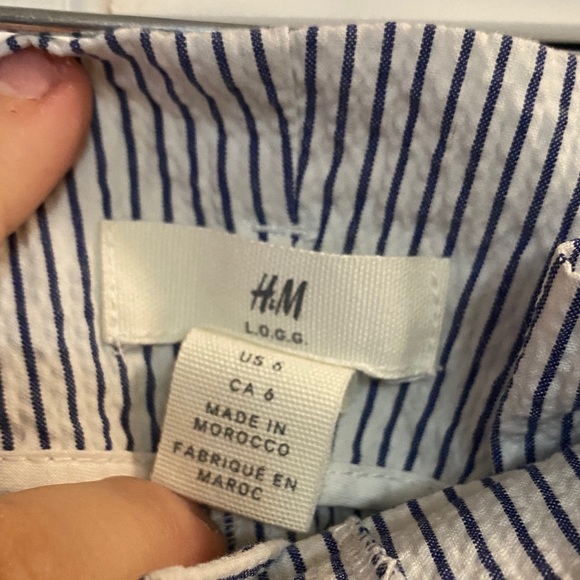 H&M
L.O.G.G.
US 6
CA 6
MADE IN
MOROCCO
FABRIQUÉ EN
MAROC